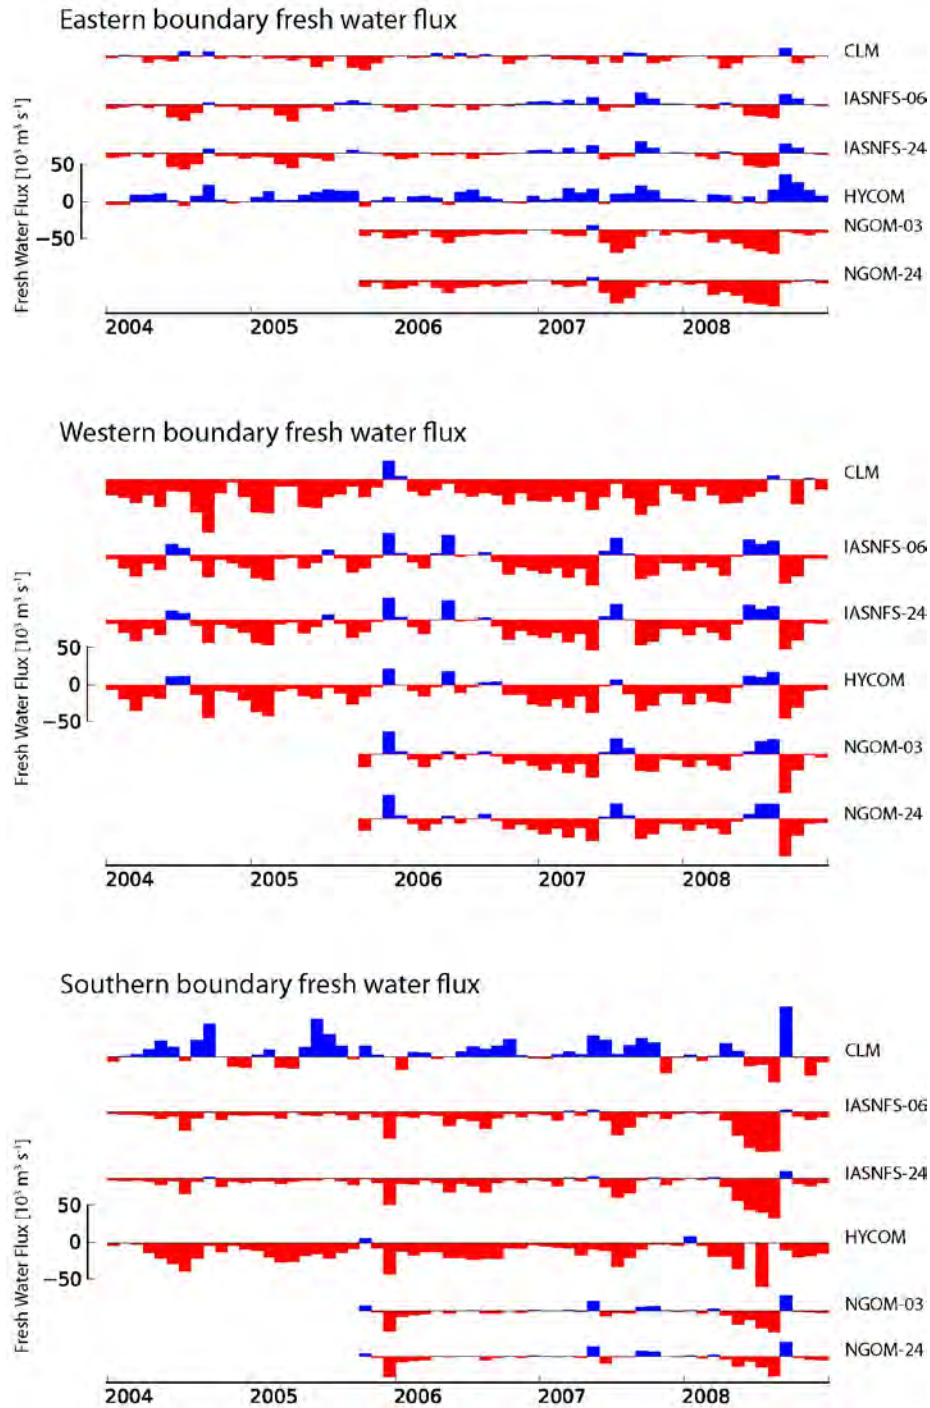 Eastern boundary fresh water flux
CLM
IASNFS-06
IASNFS-24
HYCOM
NGOM-03
NGOM-24
Fresh Water Flux [10³ m³ s⁻¹]
50
0
−50
2004 2005 2006 2007 2008
Western boundary fresh water flux
CLM
IASNFS-06
IASNFS-24
HYCOM
NGOM-03
NGOM-24
Fresh Water Flux [10³ m³ s⁻¹]
50
0
−50
2004 2005 2006 2007 2008
Southern boundary fresh water flux
CLM
IASNFS-06
IASNFS-24
HYCOM
NGOM-03
NGOM-24
Fresh Water Flux [10³ m³ s⁻¹]
50
0
−50
2004 2005 2006 2007 2008